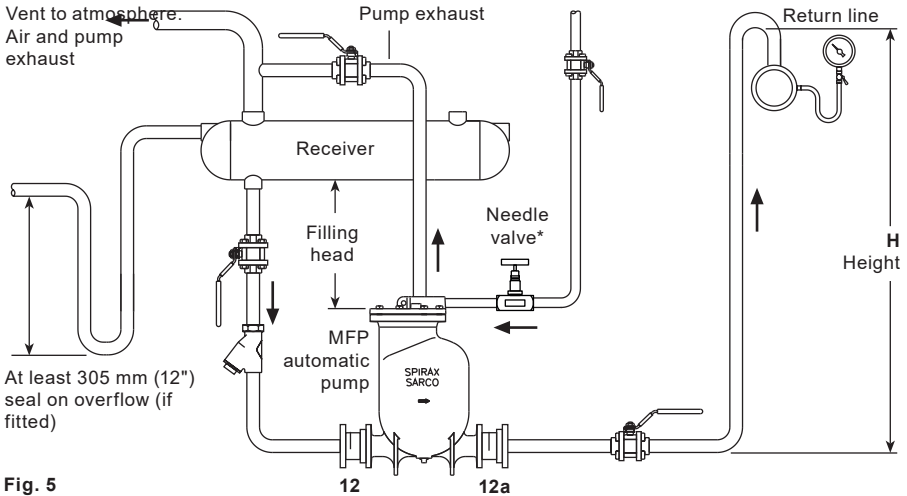 Vent to atmosphere.
Air and pump
exhaust
Pump exhaust
Return line
Receiver
Filling
head
Needle
valve*
H
Height
MFP
automatic
pump
SPIRAX
SARCO
At least 305 mm (12")
seal on overflow (if
fitted)
Fig. 5
12
12a